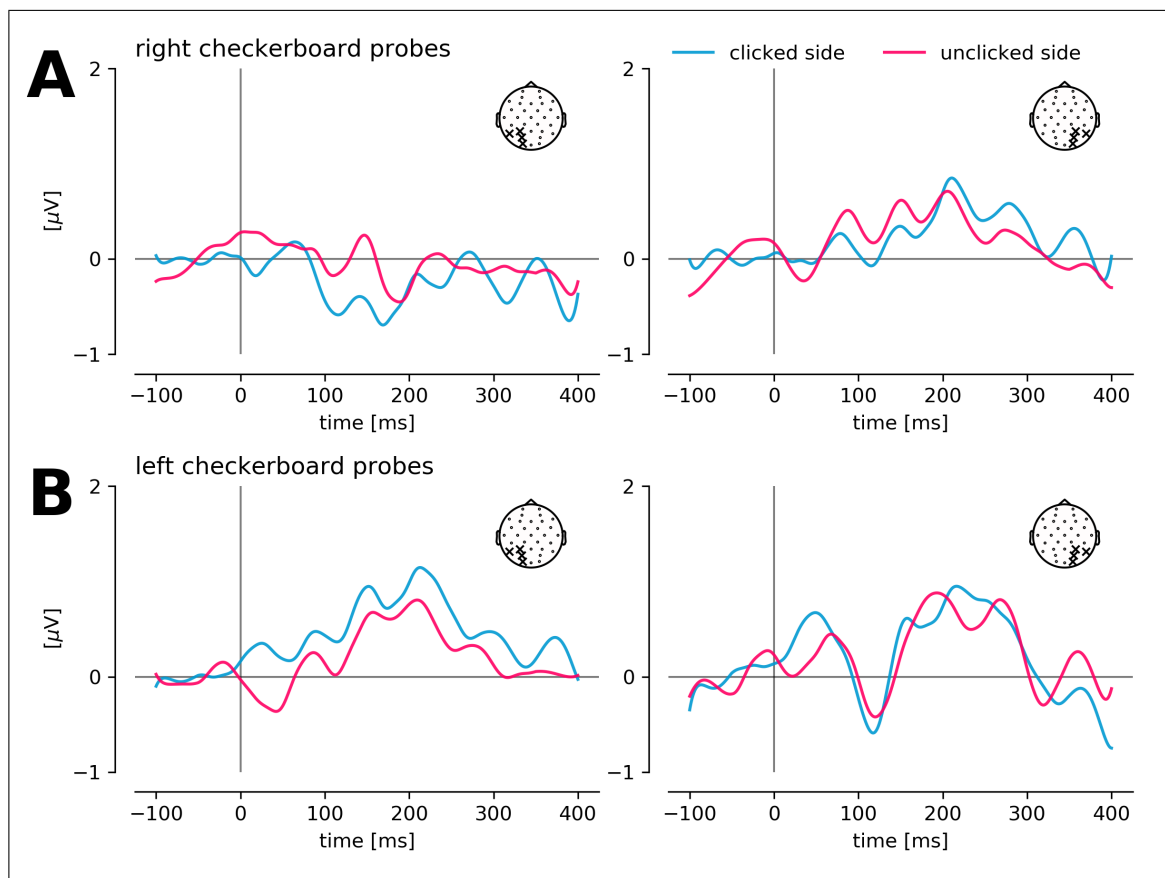 A
right checkerboard probes
clicked side
unclicked side
2
0
−1
[μV]
−100 0 100 200 300 400
time [ms]
2
0
−1
−100 0 100 200 300 400
time [ms]
B
left checkerboard probes
2
0
−1
[μV]
−100 0 100 200 300 400
time [ms]
2
0
−1
−100 0 100 200 300 400
time [ms]